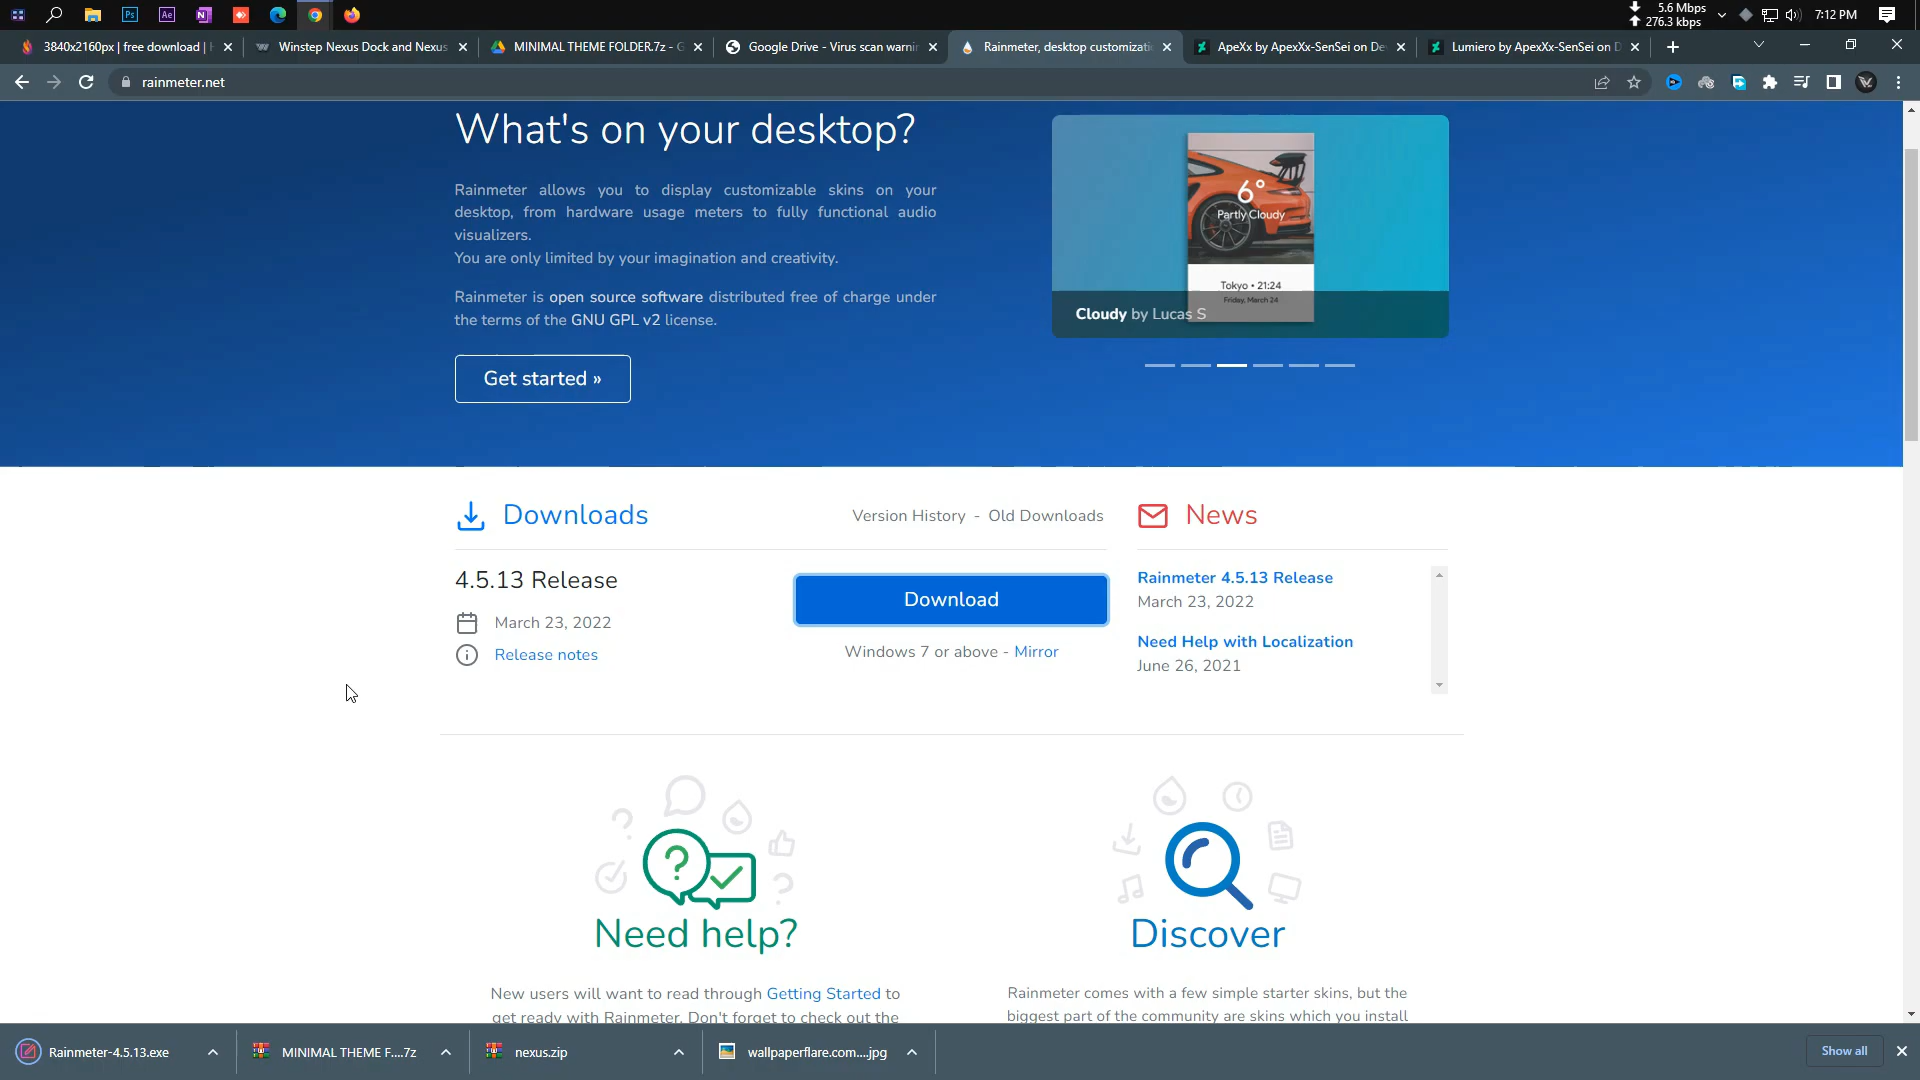 5.6 Mbps
276.3 kbps
7:12 PM
3840x2160px | free download |
Winstep Nexus Dock and Nexus
MINIMAL THEME FOLDER.7z - G
Google Drive - Virus scan warni
Rainmeter, desktop customizati
ApeXx by ApexXx-SenSei on De
Lumiero by ApexXx-SenSei on D
rainmeter.net
What's on your desktop?
Rainmeter allows you to display customizable skins on your
desktop, from hardware usage meters to fully functional audio
visualizers.
You are only limited by your imagination and creativity.
Rainmeter is open source software distributed free of charge under
the terms of the GNU GPL v2 license.
Get started »
6°
Partly Cloudy
Tokyo • 21:24
Friday, March 24
Cloudy by Lucas S
Downloads
Version History - Old Downloads
News
4.5.13 Release
March 23, 2022
Release notes
Download
Windows 7 or above - Mirror
Rainmeter 4.5.13 Release
March 23, 2022
Need Help with Localization
June 26, 2021
Need help?
Discover
New users will want to read through Getting Started to
get ready with Rainmeter. Don't forget to check out the
Rainmeter comes with a few simple starter skins, but the
biggest part of the community are skins which you install
Rainmeter-4.5.13.exe
MINIMAL THEME F....7z
nexus.zip
wallpaperflare.com....jpg
Show all